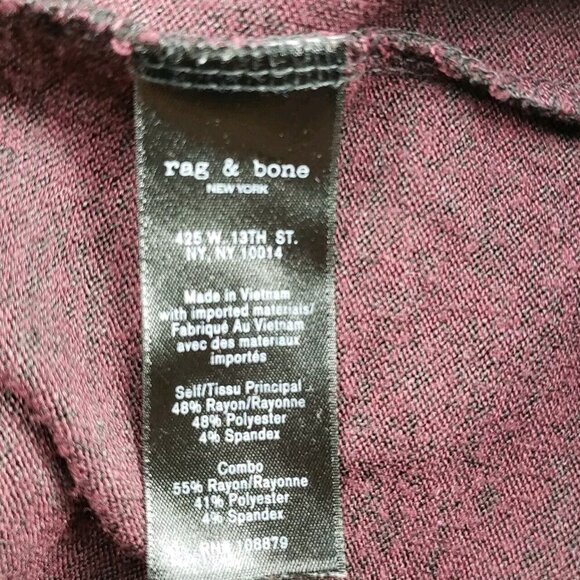 rag & bone
NEW YORK
425 W. 13TH ST.
NY, NY 10014
Made in Vietnam
with imported materials/
Fabriqué Au Vietnam
avec des materiaux
importés
Self/Tissu Principal
48% Rayon/Rayonne
48% Polyester
4% Spandex
Combo
55% Rayon/Rayonne
41% Polyester
4% Spandex